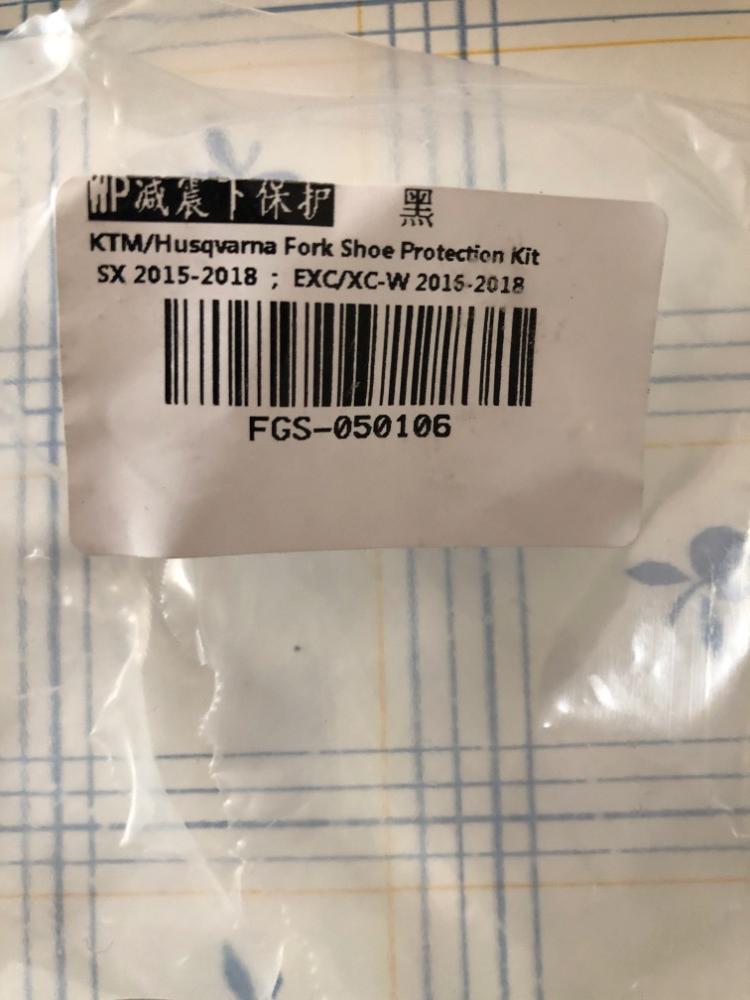 WP减震下保护 黑
KTM/Husqvarna Fork Shoe Protection Kit
SX 2015-2018 ; EXC/XC-W 2016-2018
FGS-050106